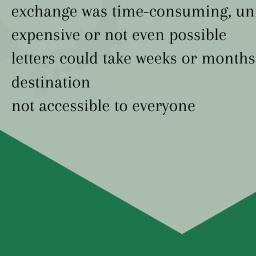 exchange was time-consuming, un
expensive or not even possible
letters could take weeks or months
destination
not accessible to everyone